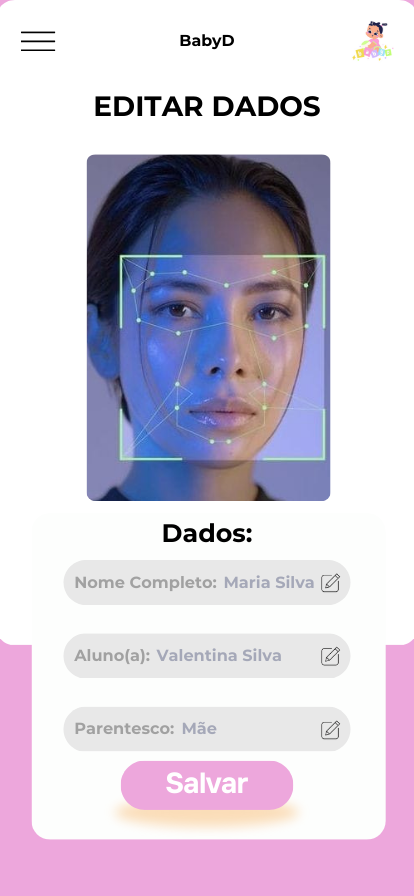 BabyD
EDITAR DADOS
Dados:
Nome Completo: Maria Silva
Aluno(a): Valentina Silva
Parentesco: Mãe
Salvar